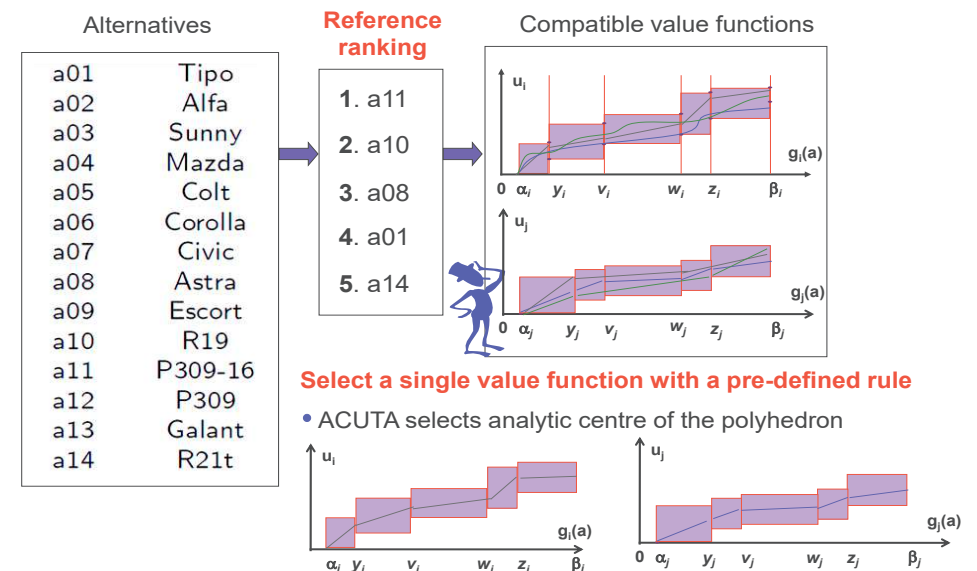 Alternatives
a01 Tipo
a02 Alfa
a03 Sunny
a04 Mazda
a05 Colt
a06 Corolla
a07 Civic
a08 Astra
a09 Escort
a10 R19
a11 P309-16
a12 P309
a13 Galant
a14 R21t
Reference
ranking
1. a11
2. a10
3. a08
4. a01
5. a14
Compatible value functions
uᵢ
gᵢ(a)
0 αᵢ yᵢ vᵢ wᵢ zᵢ βᵢ
uⱼ
gⱼ(a)
0 αⱼ yⱼ vⱼ wⱼ zⱼ βⱼ
Select a single value function with a pre-defined rule
• ACUTA selects analytic centre of the polyhedron
uᵢ
gᵢ(a)
αᵢ yᵢ vᵢ wᵢ zᵢ βᵢ
uⱼ
gⱼ(a)
0 αⱼ yⱼ vⱼ wⱼ zⱼ βⱼ